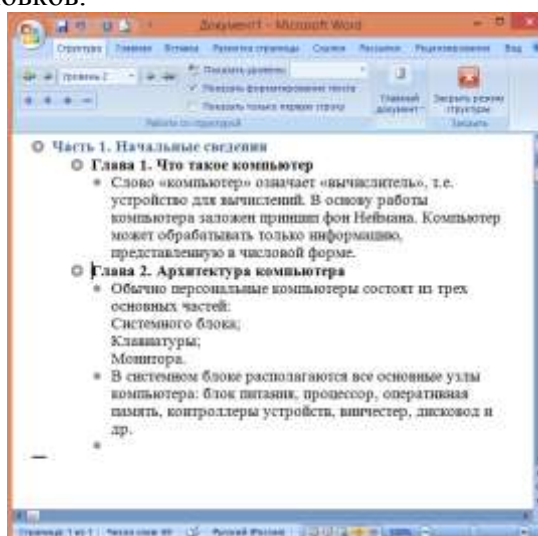 овков.
Документ1 - Microsoft Word
Структура Главная Вставка Разметка страницы Ссылки Рассылки Рецензирование Вид
Уровень 2
Показать уровень:
Показать форматирование текста
Показать только первую строку
Главный документ
Закрыть режим структуры
Работа со структурой
Закрыть
Часть 1. Начальные сведения
Глава 1. Что такое компьютер
Слово «компьютер» означает «вычислитель», т.е.
устройство для вычислений. В основу работы
компьютера заложен принцип фон Неймана. Компьютер
может обрабатывать только информацию,
представленную в числовой форме.
Глава 2. Архитектура компьютера
Обычно персональные компьютеры состоят из трех
основных частей:
Системного блока;
Клавиатуры;
Монитора.
В системном блоке располагаются все основные узлы
компьютера: блок питания, процессор, оперативная
память, контроллеры устройств, винчестер, дисковод и
др.
Страница: 1 из 1 Число слов: 69 Русский (Россия) 100%